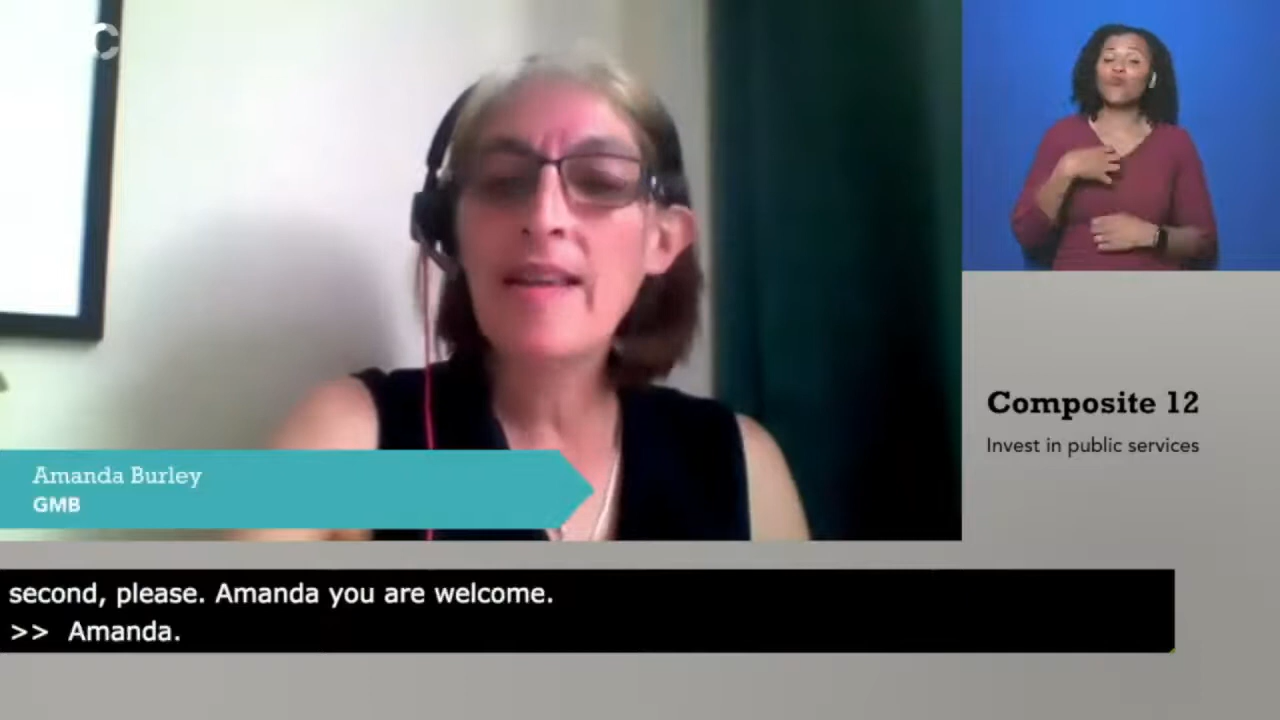 Amanda Burley
GMB
Composite 12
Invest in public services
second, please. Amanda you are welcome.
>> Amanda.